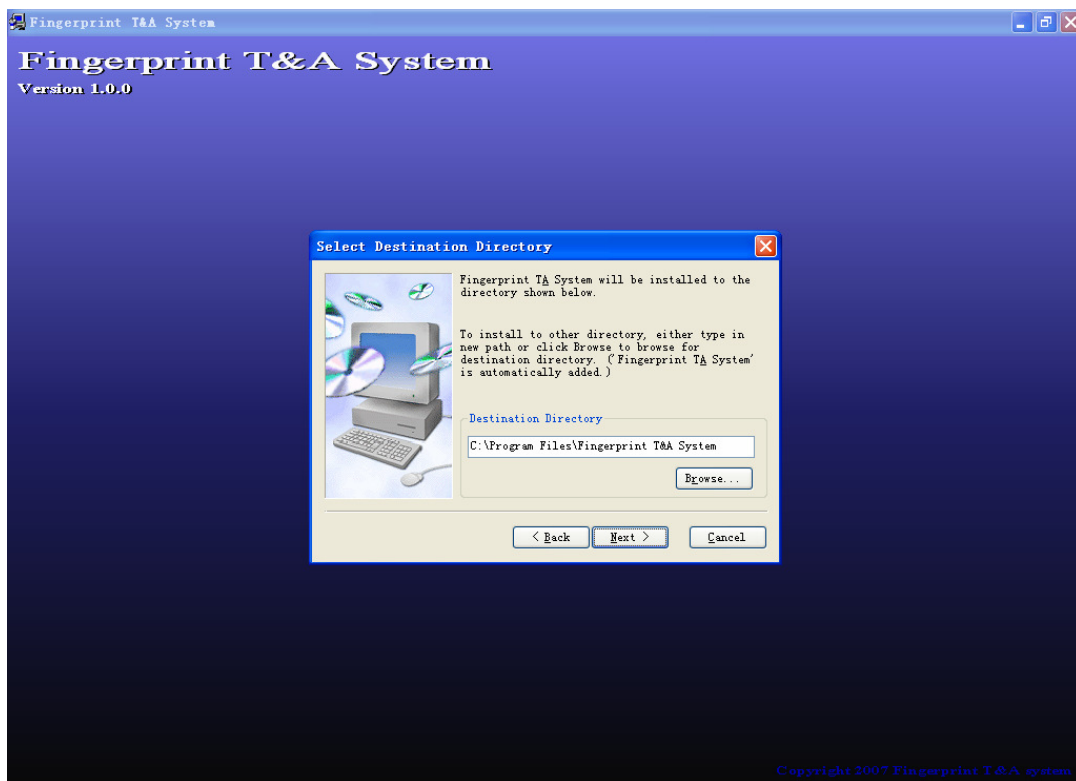 Fingerprint T&A System
Fingerprint T&A System
Version 1.0.0
Select Destination Directory
Fingerprint TA System will be installed to the
directory shown below.
To install to other directory, either type in
new path or click Browse to browse for
destination directory. ('Fingerprint TA System'
is automatically added.)
Destination Directory
C:\Program Files\Fingerprint T&A System
Browse...
< Back
Next >
Cancel
Copyright 2007 Fingerprint T&A system